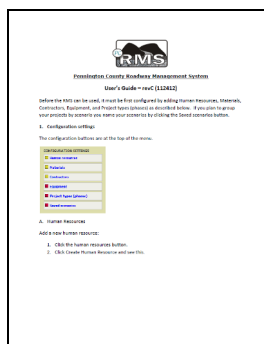 RMS
Pennington County Roadway Management System
User's Guide – revC (112412)
Before the RMS can be used, it must be first configured by adding Human Resources, Materials,
Contractors, Equipment, and Project types (phases) as described below. If you plan to group
your projects by scenario you name your scenarios by clicking the Saved scenarios button.
1. Configuration settings
The configuration buttons are at the top of the menu.
CONFIGURATION SETTINGS
Human resources
Materials
Contractors
Equipment
Project types (phases)
Saved scenarios
A. Human Resources
Add a new human resource:
1. Click the human resources button.
2. Click Create Human Resource and see this.